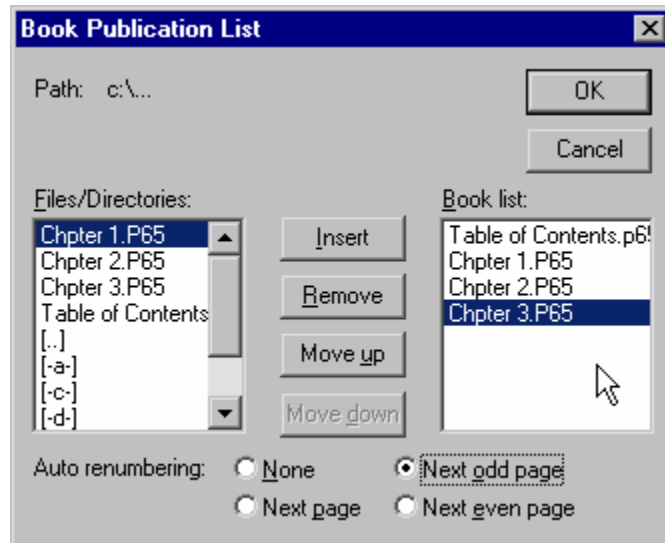 Book Publication List
Path: c:\...
OK
Cancel
Files/Directories:
Book list:
Chpter 1.P65
Chpter 2.P65
Chpter 3.P65
Table of Contents
[..]
[-a-]
[-c-]
[-d-]
Insert
Remove
Move up
Move down
Table of Contents.p65
Chpter 1.P65
Chpter 2.P65
Chpter 3.P65
Auto renumbering:
None
Next odd page
Next page
Next even page